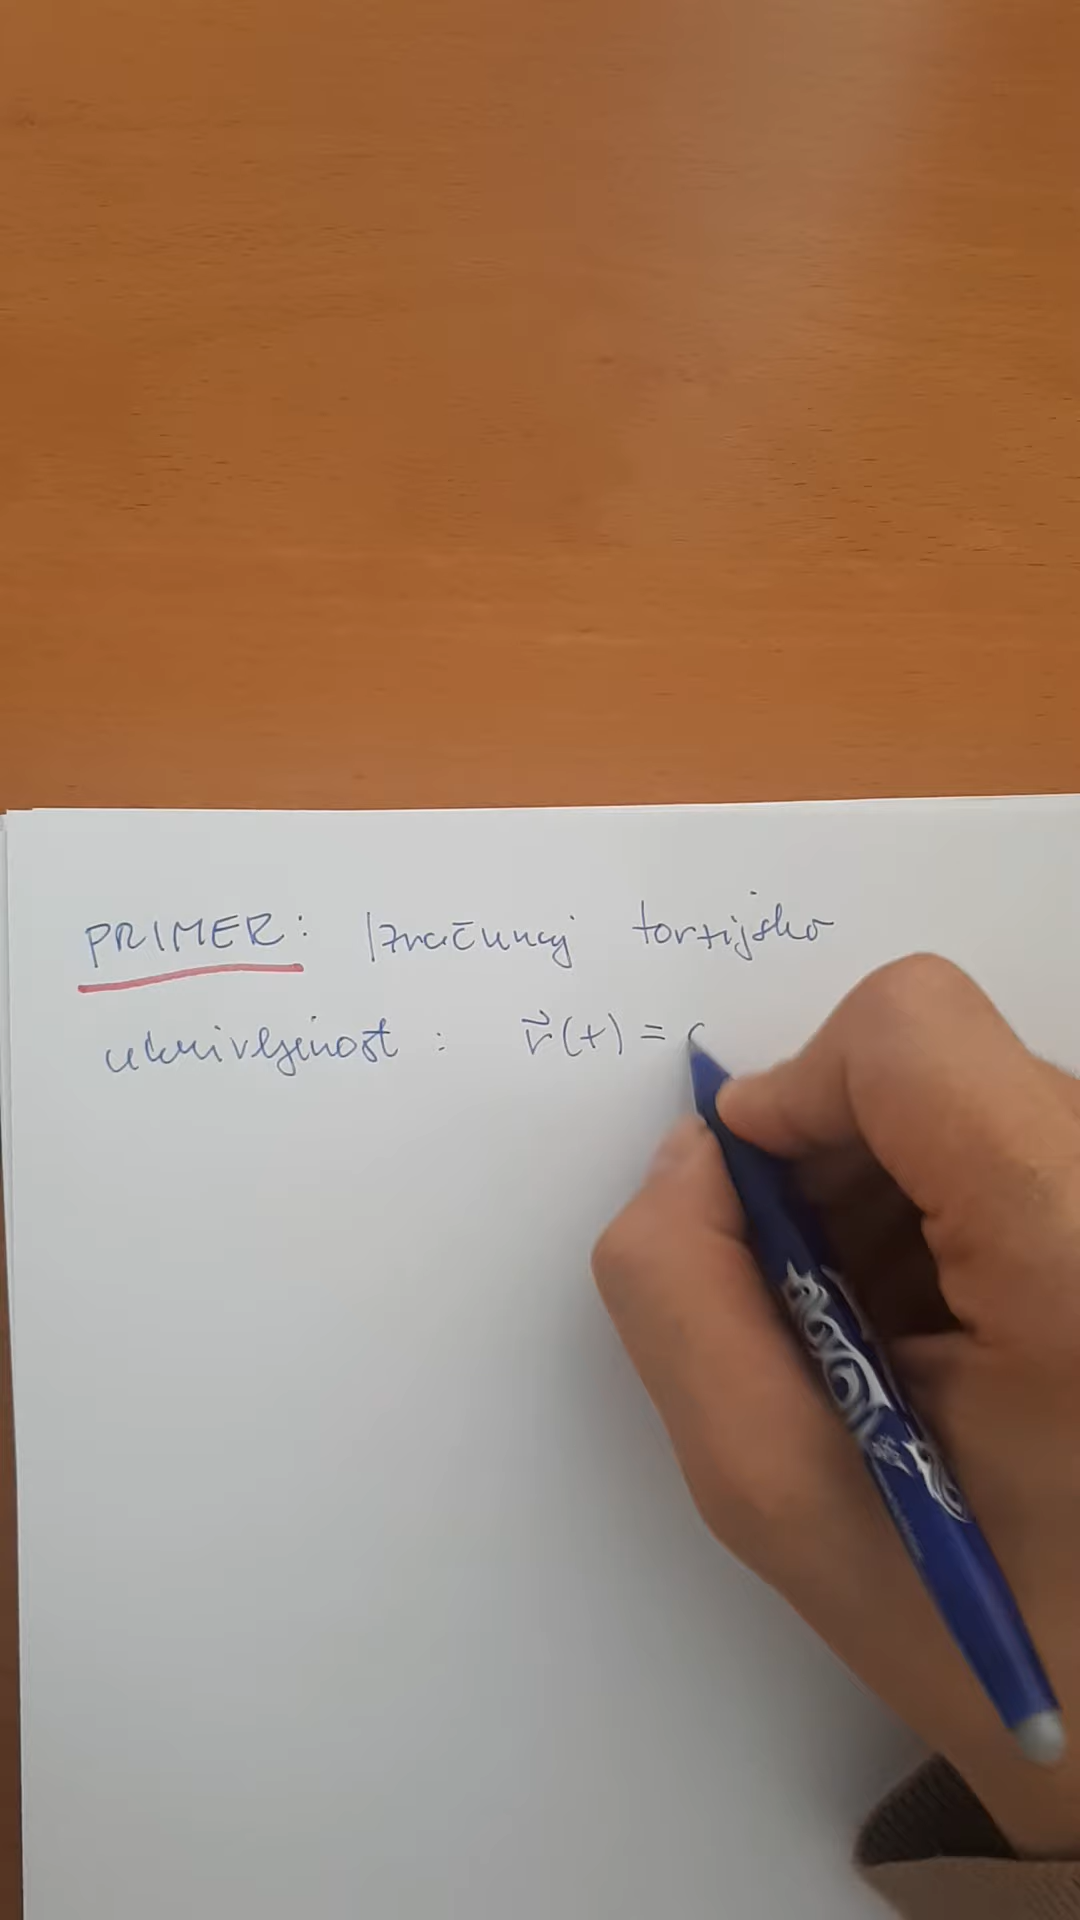 PRIMER: Izračunaj torzijsko
ukrivljenost : r⃗(t) = (